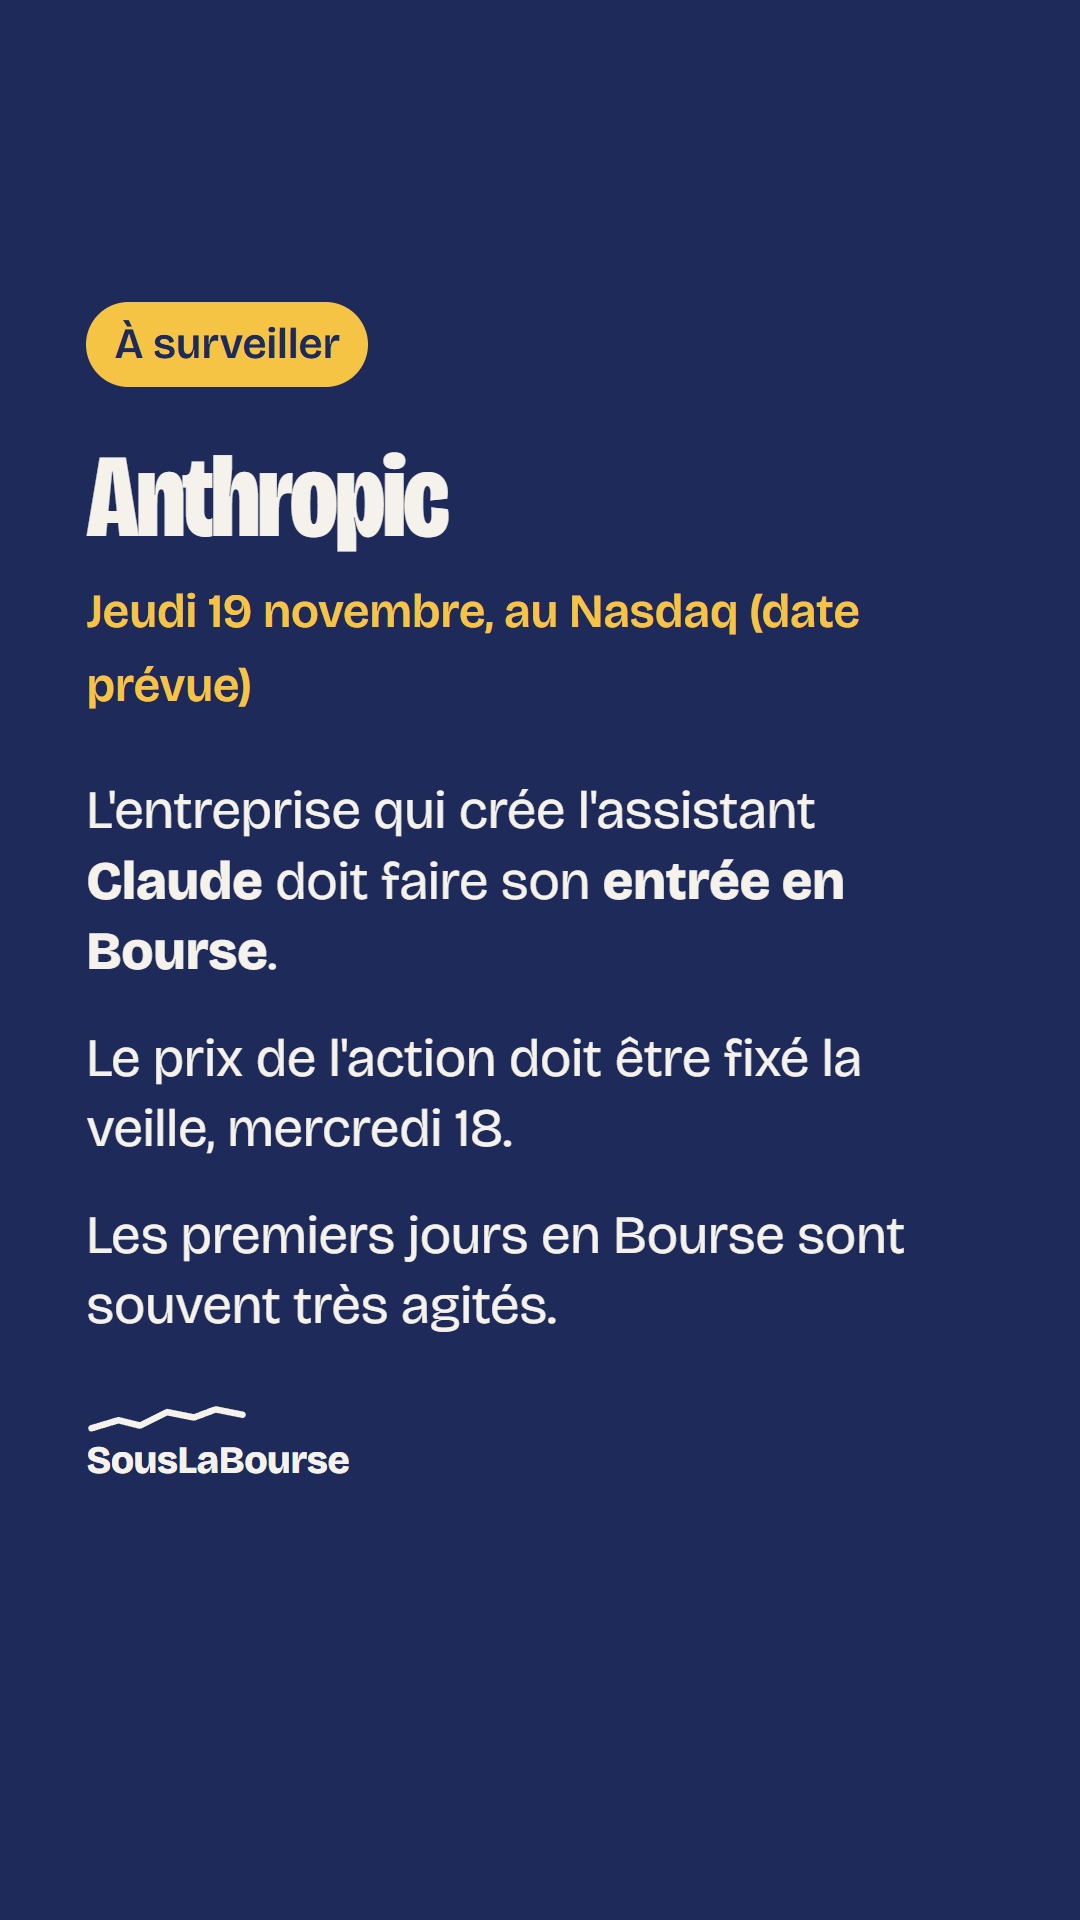 À surveiller
Anthropic
Jeudi 19 novembre, au Nasdaq (date
prévue)
L'entreprise qui crée l'assistant
Claude doit faire son entrée en
Bourse.
Le prix de l'action doit être fixé la
veille, mercredi 18.
Les premiers jours en Bourse sont
souvent très agités.
SousLaBourse